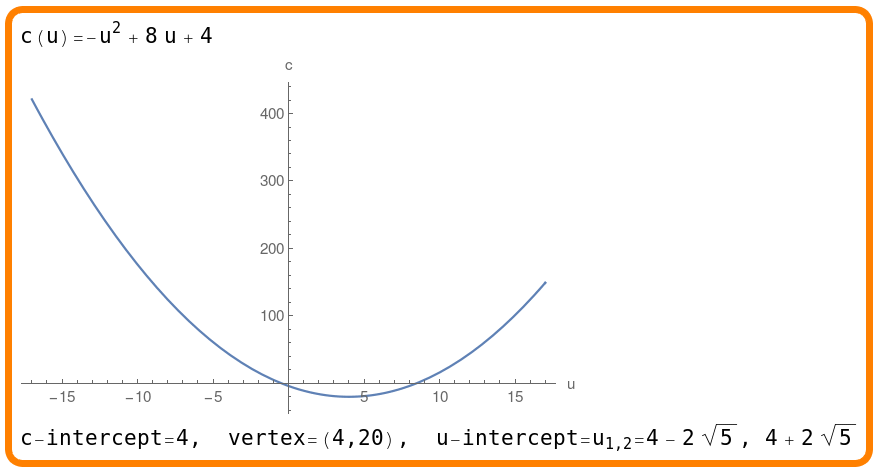 c(u)=-u² + 8 u + 4
c
400
300
200
100
-15 -10 -5 5 10 15 u
c-intercept=4, vertex=(4,20), u-intercept=u₁,₂=4 - 2 √5, 4 + 2 √5